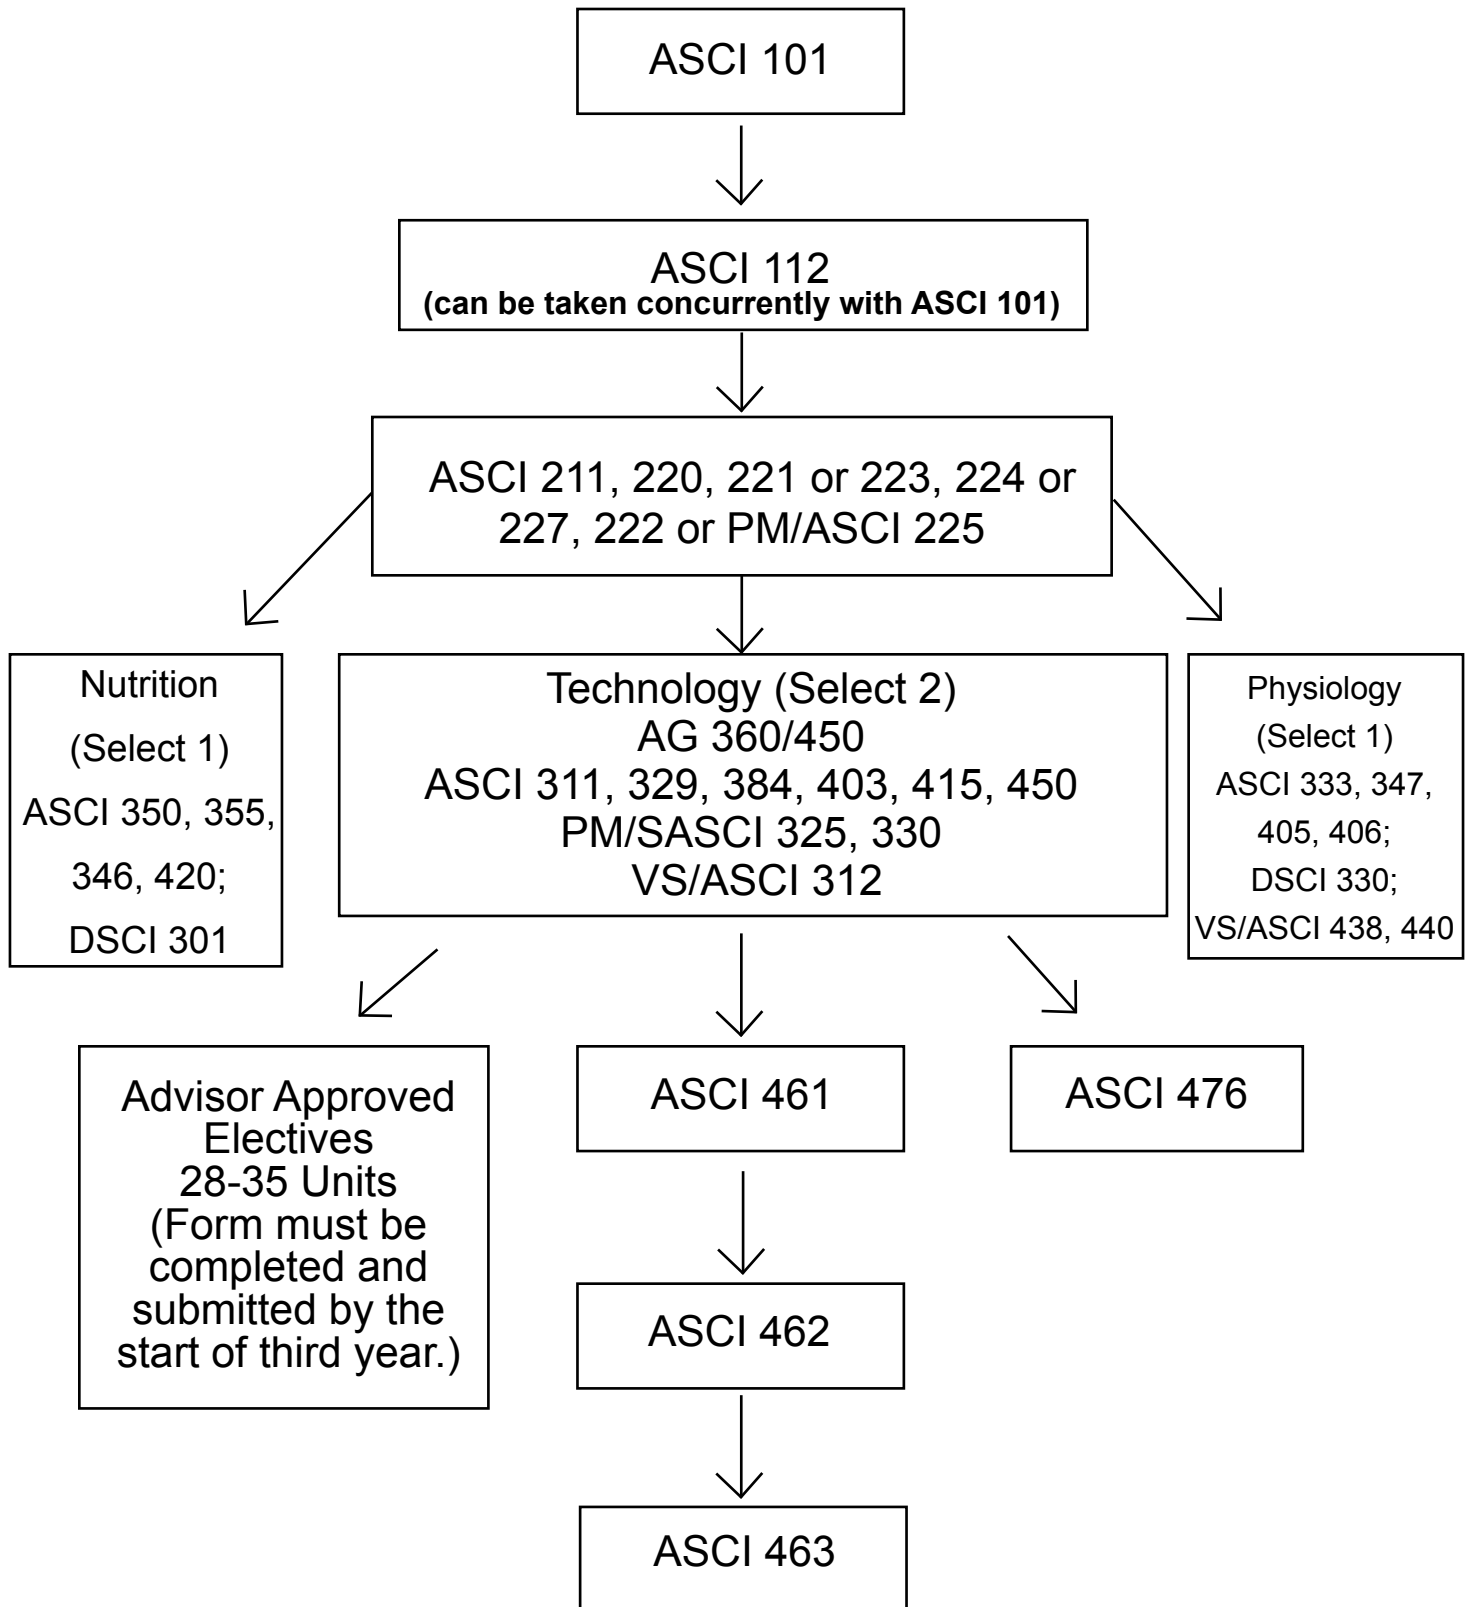 ASCI 101
ASCI 112
(can be taken concurrently with ASCI 101)
ASCI 211, 220, 221 or 223, 224 or
227, 222 or PM/ASCI 225
Nutrition
(Select 1)
ASCI 350, 355,
346, 420;
DSCI 301
Technology (Select 2)
AG 360/450
ASCI 311, 329, 384, 403, 415, 450
PM/SASCI 325, 330
VS/ASCI 312
Physiology
(Select 1)
ASCI 333, 347,
405, 406;
DSCI 330;
VS/ASCI 438, 440
Advisor Approved
Electives
28-35 Units
(Form must be
completed and
submitted by the
start of third year.)
ASCI 461
ASCI 476
ASCI 462
ASCI 463